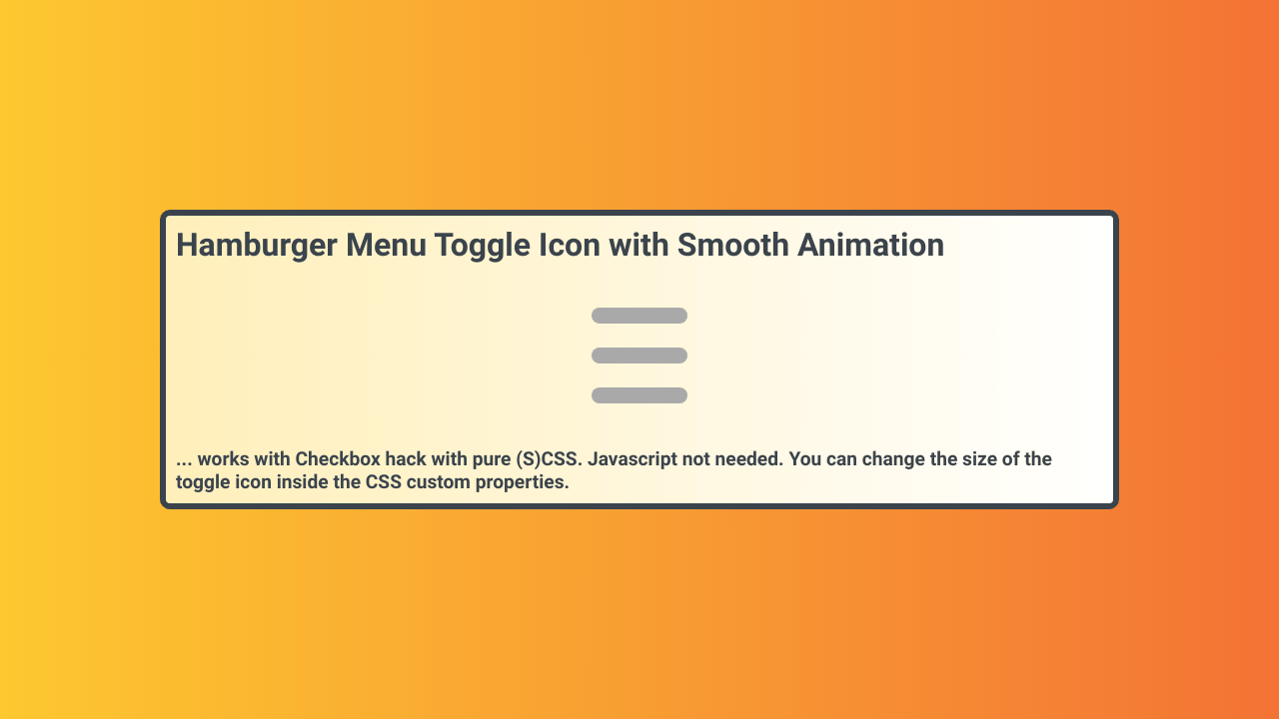 Hamburger Menu Toggle Icon with Smooth Animation
... works with Checkbox hack with pure (S)CSS. Javascript not needed. You can change the size of the
toggle icon inside the CSS custom properties.